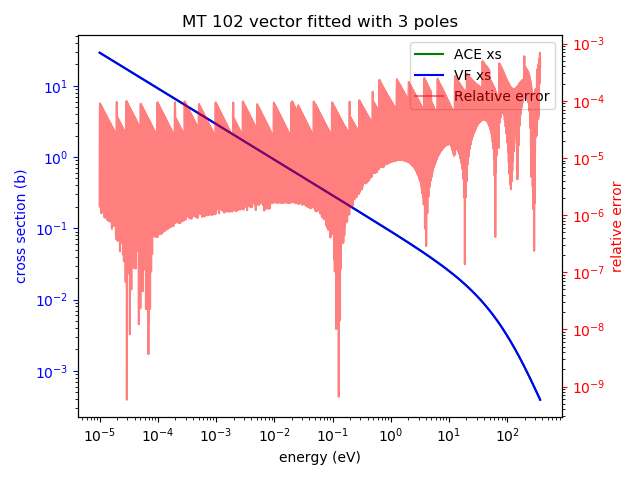 MT 102 vector fitted with 3 poles
ACE xs
VF xs
Relative error
cross section (b)
10^1
10^0
10^-1
10^-2
10^-3
relative error
10^-3
10^-4
10^-5
10^-6
10^-7
10^-8
10^-9
10^-5 10^-4 10^-3 10^-2 10^-1 10^0 10^1 10^2
energy (eV)